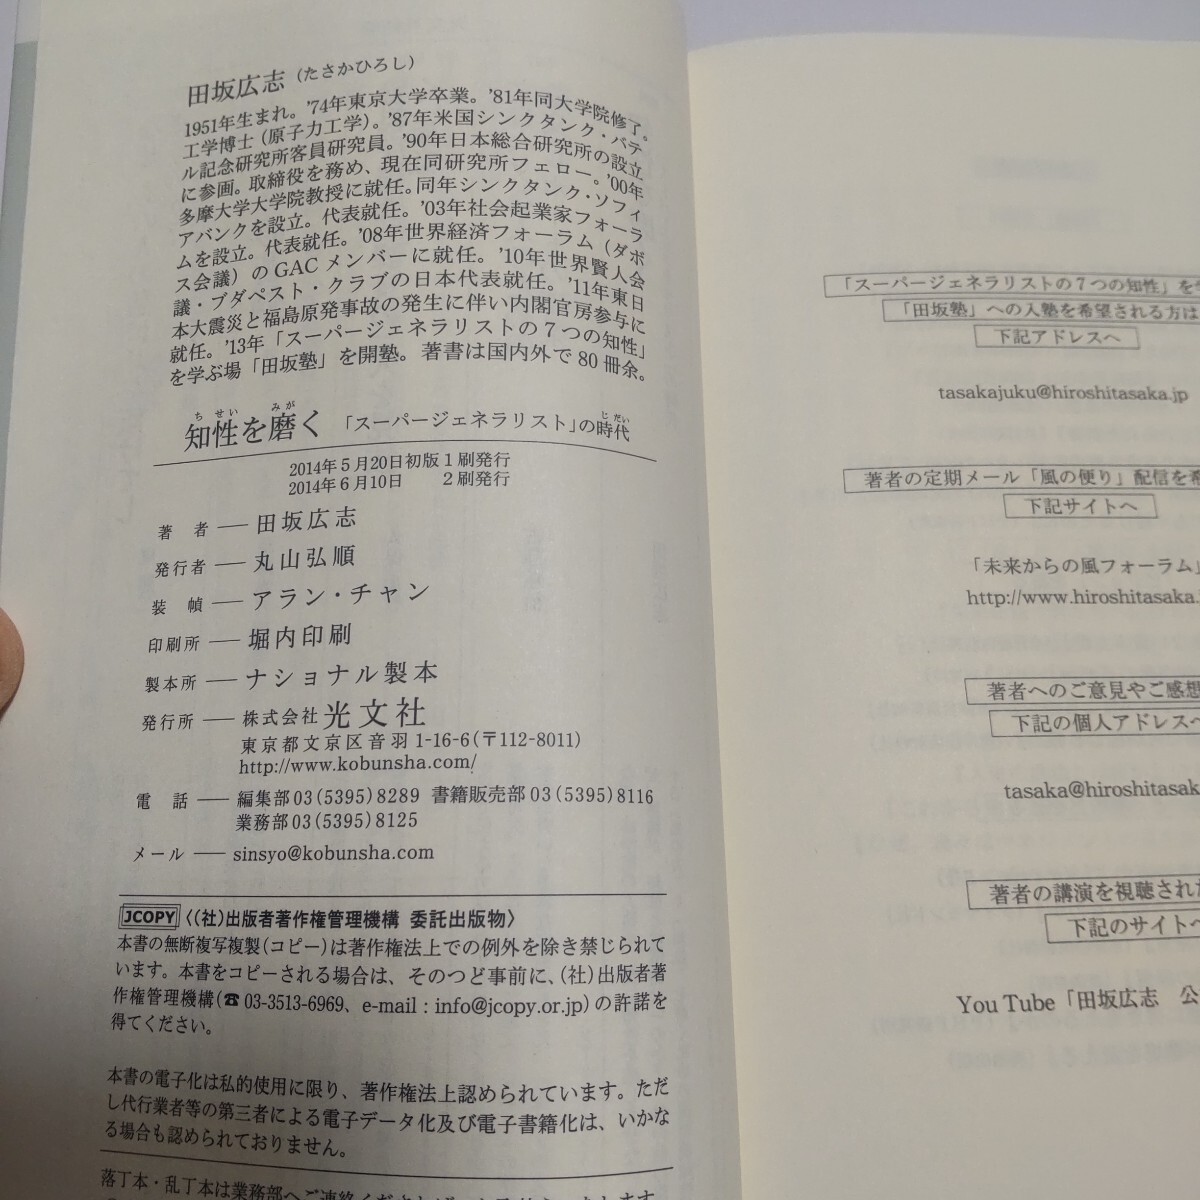 田坂広志（たさかひろし）
1951年生まれ。'74年東京大学卒業。'81年同大学院修了。
工学博士（原子力工学）。'87年米国シンクタンク・バテ
ル記念研究所客員研究員。'90年日本総合研究所の設立
に参画。取締役を務め、現在同研究所フェロー。'00年
多摩大学大学院教授に就任。同年シンクタンク・ソフィ
アバンクを設立。代表就任。'03年社会起業家フォーラ
ムを設立。代表就任。'08年世界経済フォーラム（ダボ
ス会議）のGACメンバーに就任。'10年世界賢人会
議・ブダペスト・クラブの日本代表就任。'11年東日
本大震災と福島原発事故の発生に伴い内閣官房参与に
就任。'13年「スーパージェネラリストの7つの知性」
を学ぶ場「田坂塾」を開塾。著書は国内外で80冊余。
ちせい みが じだい
知性を磨く 「スーパージェネラリスト」の時代
2014年5月20日初版1刷発行
2014年6月10日 2刷発行
著 者 ── 田坂広志
発行者 ── 丸山弘順
装 幀 ── アラン・チャン
印刷所 ── 堀内印刷
製本所 ── ナショナル製本
発行所 ── 株式会社 光文社
東京都文京区音羽1-16-6(〒112-8011)
http://www.kobunsha.com/
電 話 ── 編集部03(5395)8289 書籍販売部03(5395)8116
業務部03(5395)8125
メール ── sinsyo@kobunsha.com
JCOPY 〈(社)出版者著作権管理機構 委託出版物〉
本書の無断複写複製(コピー)は著作権法上での例外を除き禁じられて
います。本書をコピーされる場合は、そのつど事前に、(社)出版者著
作権管理機構(☎03-3513-6969、e-mail : info@jcopy.or.jp)の許諾を
得てください。
本書の電子化は私的使用に限り、著作権法上認められています。ただ
し代行業者等の第三者による電子データ化及び電子書籍化は、いかな
る場合も認められておりません。
落丁本・乱丁本は業務部へご連絡くだされば、
「スーパージェネラリストの7つの知性」を
「田坂塾」への入塾を希望される方は
下記アドレスへ
tasakajuku@hiroshitasaka.jp
著者の定期メール「風の便り」配信を希
下記サイトへ
「未来からの風フォーラム」
http://www.hiroshitasaka.
著者へのご意見やご感想
下記の個人アドレスへ
tasaka@hiroshitasak
著者の講演を視聴された
下記のサイトへ
You Tube「田坂広志 公